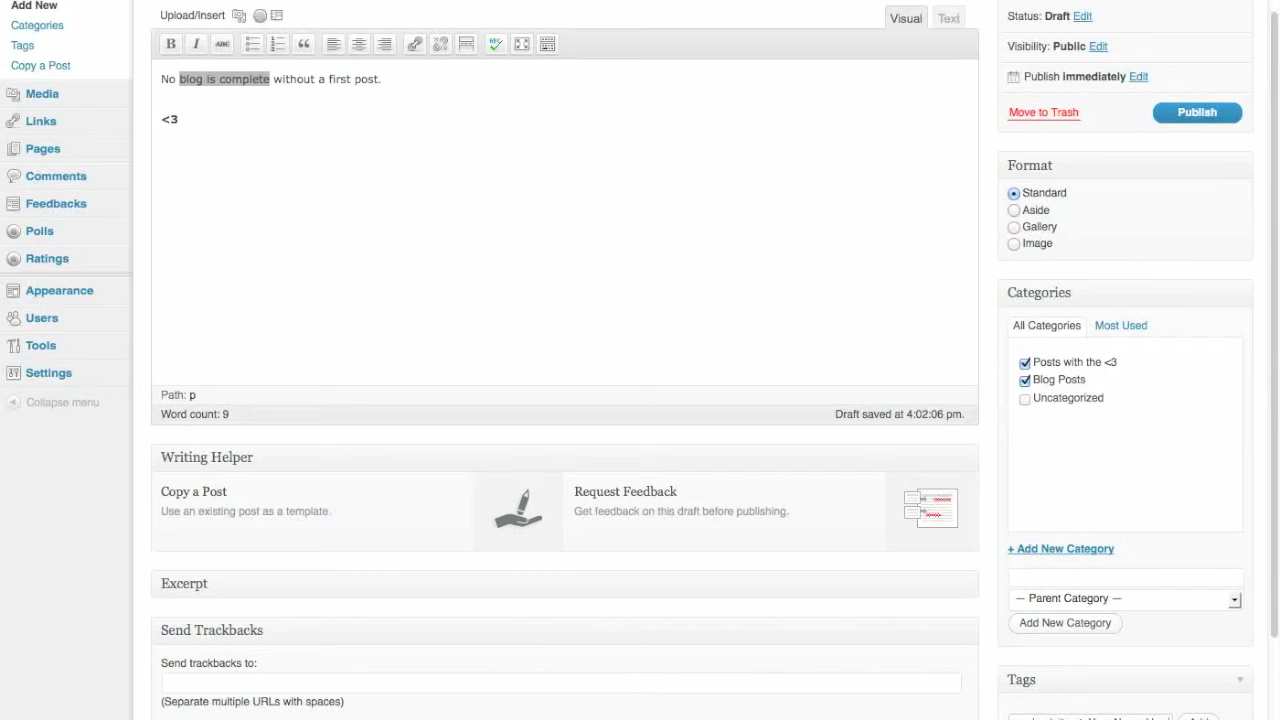 Add New
Categories
Tags
Copy a Post
Media
Links
Pages
Comments
Feedbacks
Polls
Ratings
Appearance
Users
Tools
Settings
Collapse menu
Upload/Insert
Visual
Text
B I ABC
ABC
No blog is complete without a first post.
<3
Path: p
Word count: 9
Draft saved at 4:02:06 pm.
Writing Helper
Copy a Post
Use an existing post as a template.
Request Feedback
Get feedback on this draft before publishing.
Excerpt
Send Trackbacks
Send trackbacks to:
(Separate multiple URLs with spaces)
Status: Draft Edit
Visibility: Public Edit
Publish immediately Edit
Move to Trash
Publish
Format
Standard
Aside
Gallery
Image
Categories
All Categories
Most Used
Posts with the <3
Blog Posts
Uncategorized
+ Add New Category
— Parent Category —
Add New Category
Tags